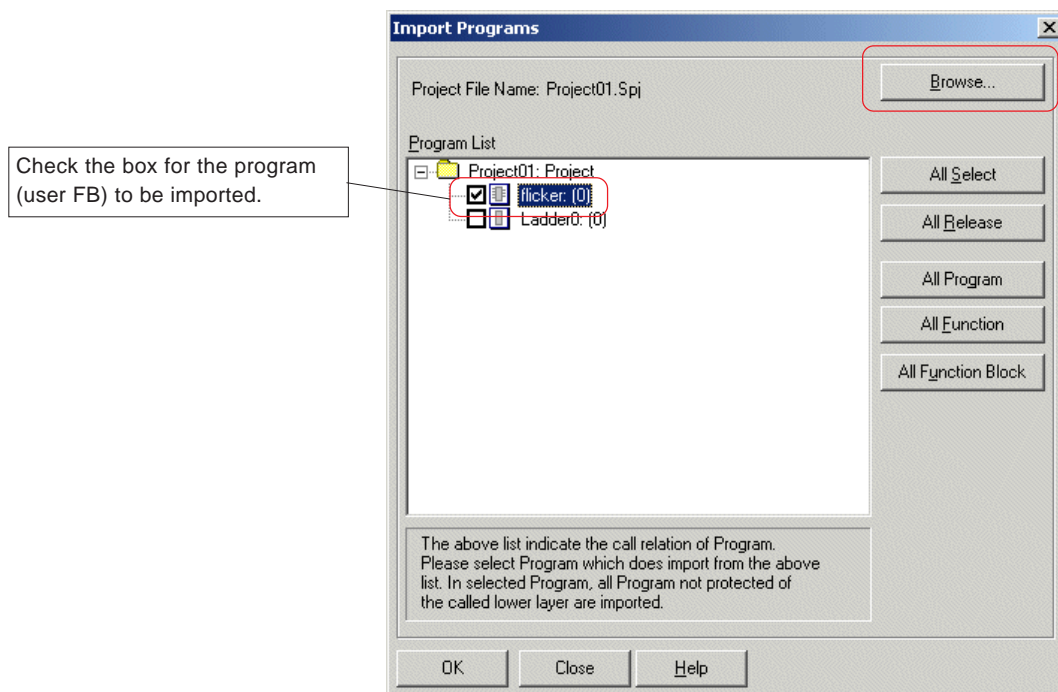 Import Programs
Project File Name: Project01.Spj
Browse...
Program List
Check the box for the program
(user FB) to be imported.
Project01: Project
flicker: (0)
Ladder0: (0)
All Select
All Release
All Program
All Function
All Function Block
The above list indicate the call relation of Program.
Please select Program which does import from the above
list. In selected Program, all Program not protected of
the called lower layer are imported.
OK
Close
Help